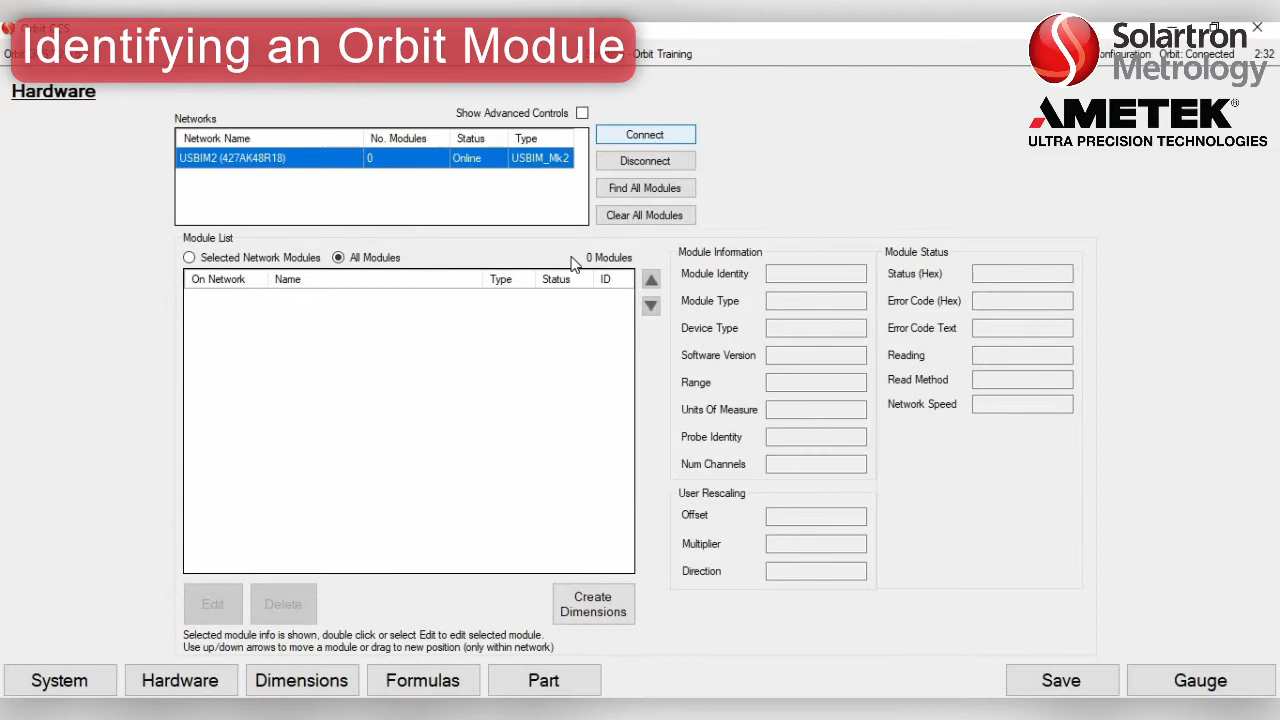 Identifying an Orbit Module
Orbit Training
Orbit: Connected
2:32
Solartron
Metrology
AMETEK®
ULTRA PRECISION TECHNOLOGIES
Hardware
Networks
Show Advanced Controls
Network Name No. Modules Status Type
USBIM2 (427AK48R18) 0 Online USBIM_Mk2
Connect
Disconnect
Find All Modules
Clear All Modules
Module List
Selected Network Modules All Modules 0 Modules
On Network Name Type Status ID
Module Information
Module Identity
Module Type
Device Type
Software Version
Range
Units Of Measure
Probe Identity
Num Channels
User Rescaling
Offset
Multiplier
Direction
Module Status
Status (Hex)
Error Code (Hex)
Error Code Text
Reading
Read Method
Network Speed
Edit
Delete
Create
Dimensions
Selected module info is shown, double click or select Edit to edit selected module.
Use up/down arrows to move a module or drag to new position (only within network)
System
Hardware
Dimensions
Formulas
Part
Save
Gauge